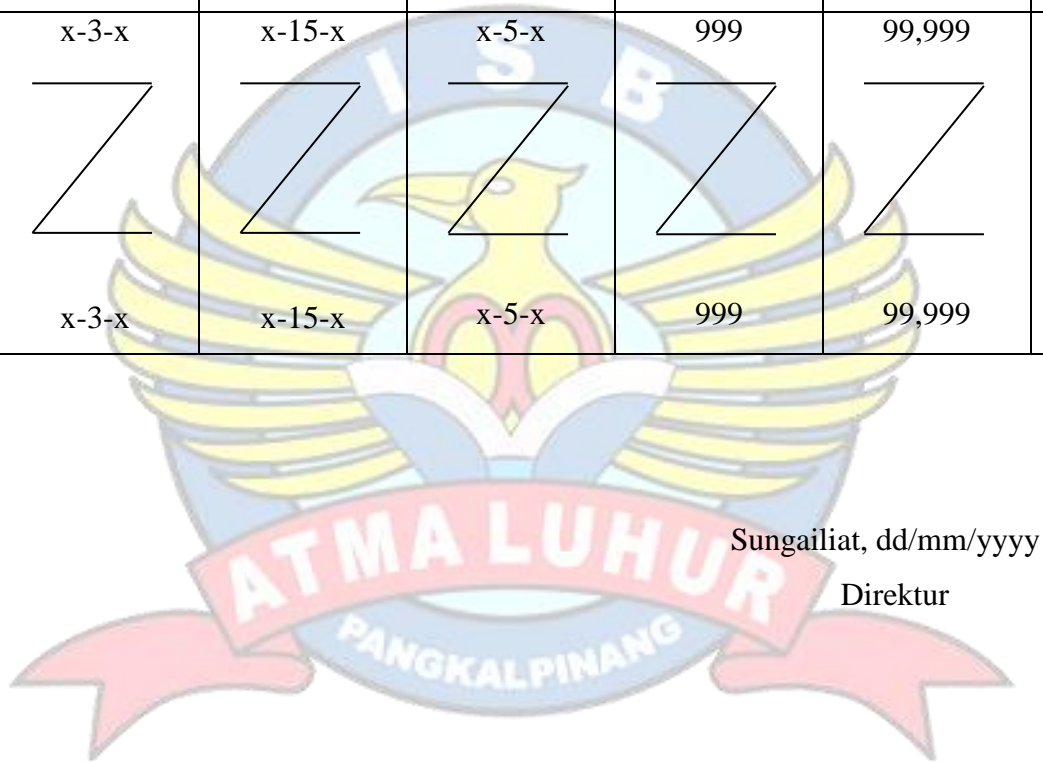 x-3-x x-15-x x-5-x 999 99,999
I S B
x-3-x x-15-x x-5-x 999 99,999
ATMA LUHUR
PANGKALPINANG
Sungailiat, dd/mm/yyyy
Direktur